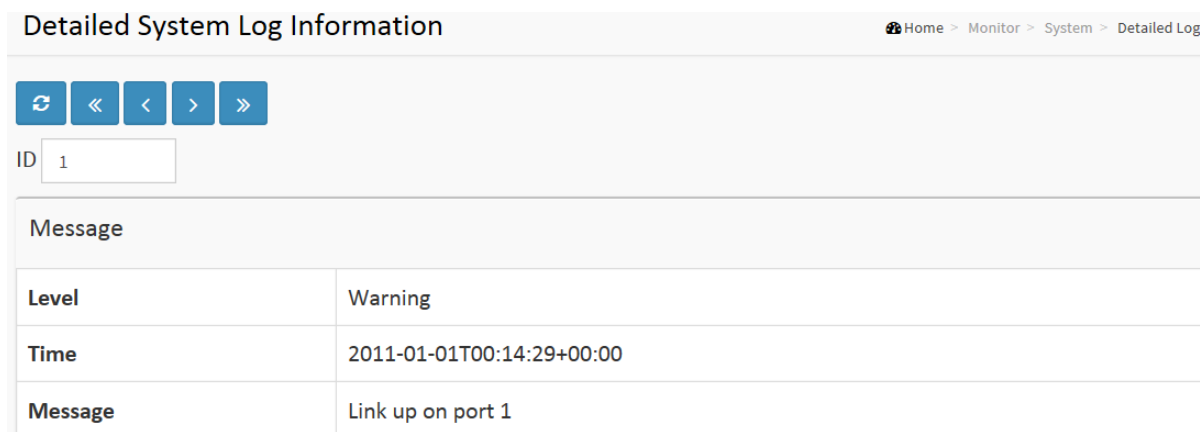 Detailed System Log Information
Home > Monitor > System > Detailed Log
« < > »
ID 1
Message
Level Warning
Time 2011-01-01T00:14:29+00:00
Message Link up on port 1